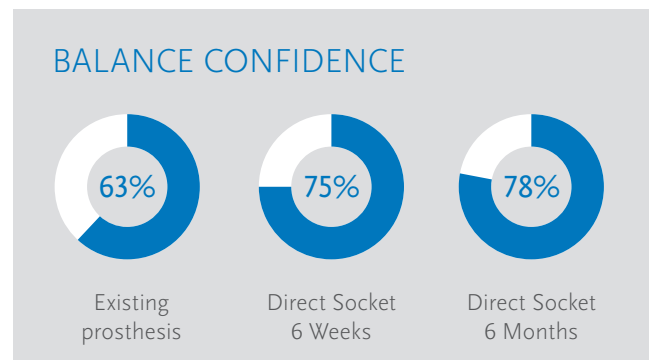 BALANCE CONFIDENCE
63%
75%
78%
Existing
prosthesis
Direct Socket
6 Weeks
Direct Socket
6 Months